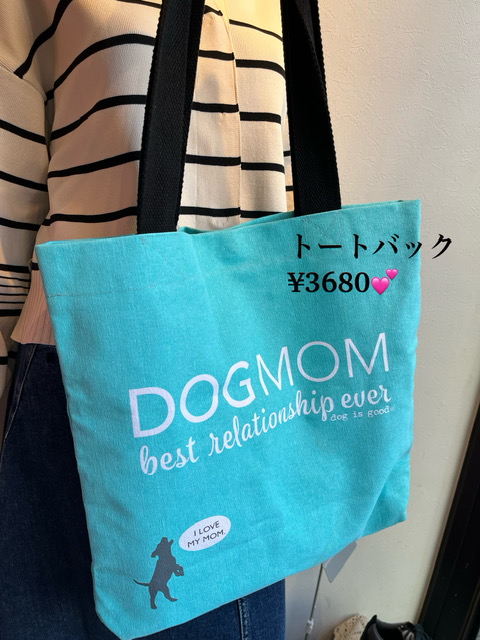 トートバック
¥3680💕
DOGMOM
best relationship ever
dog is good
I LOVE
MY MOM.